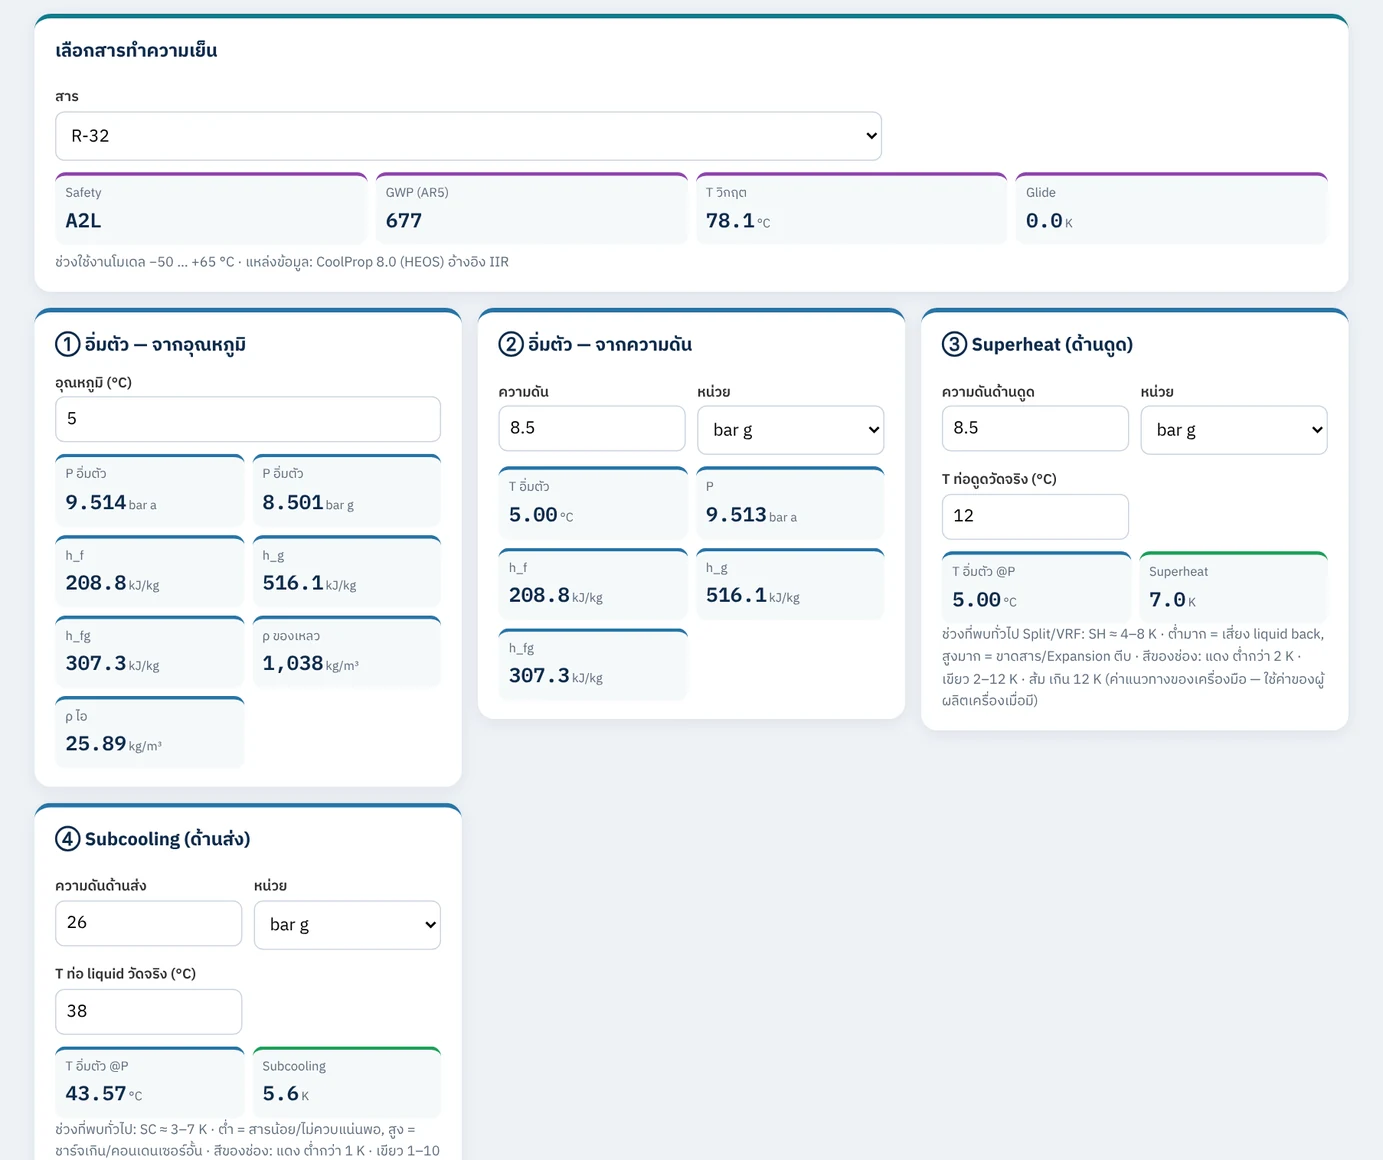 เลือกสารทำความเย็น
สาร
R-32
Safety
A2L
GWP (AR5)
677
T วิกฤต
78.1 °C
Glide
0.0 K
ช่วงใช้งานโมเดล −50 … +65 °C · แหล่งข้อมูล: CoolProp 8.0 (HEOS) อ้างอิง IIR
① อิ่มตัว — จากอุณหภูมิ
อุณหภูมิ (°C)
5
P อิ่มตัว
9.514 bar a
P อิ่มตัว
8.501 bar g
h_f
208.8 kJ/kg
h_g
516.1 kJ/kg
h_fg
307.3 kJ/kg
ρ ของเหลว
1,038 kg/m³
ρ ไอ
25.89 kg/m³
② อิ่มตัว — จากความดัน
ความดัน
หน่วย
8.5
bar g
T อิ่มตัว
5.00 °C
P
9.513 bar a
h_f
208.8 kJ/kg
h_g
516.1 kJ/kg
h_fg
307.3 kJ/kg
③ Superheat (ด้านดูด)
ความดันด้านดูด
หน่วย
8.5
bar g
T ท่อดูดวัดจริง (°C)
12
T อิ่มตัว @P
5.00 °C
Superheat
7.0 K
ช่วงที่พบทั่วไป Split/VRF: SH ≈ 4–8 K · ต่ำมาก = เสี่ยง liquid back,
สูงมาก = ขาดสาร/Expansion ตีบ · สีของช่อง: แดง ต่ำกว่า 2 K ·
เขียว 2–12 K · ส้ม เกิน 12 K (ค่าแนวทางของเครื่องมือ — ใช้ค่าของผู้
ผลิตเครื่องเมื่อมี)
④ Subcooling (ด้านส่ง)
ความดันด้านส่ง
หน่วย
26
bar g
T ท่อ liquid วัดจริง (°C)
38
T อิ่มตัว @P
43.57 °C
Subcooling
5.6 K
ช่วงที่พบทั่วไป: SC ≈ 3–7 K · ต่ำ = สารน้อย/ไม่ควบแน่นพอ, สูง =
ชาร์จเกิน/คอนเดนเซอร์อั้น · สีของช่อง: แดง ต่ำกว่า 1 K · เขียว 1–10